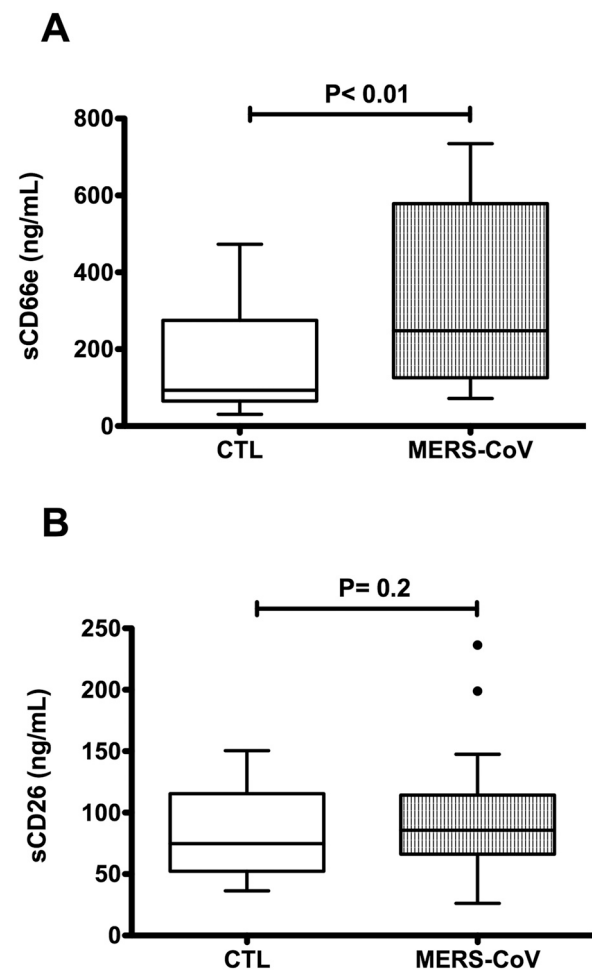 A
P< 0.01
800
600
400
200
0
sCD66e (ng/mL)
CTL MERS-CoV
B
P= 0.2
250
200
150
100
50
0
sCD26 (ng/mL)
CTL MERS-CoV